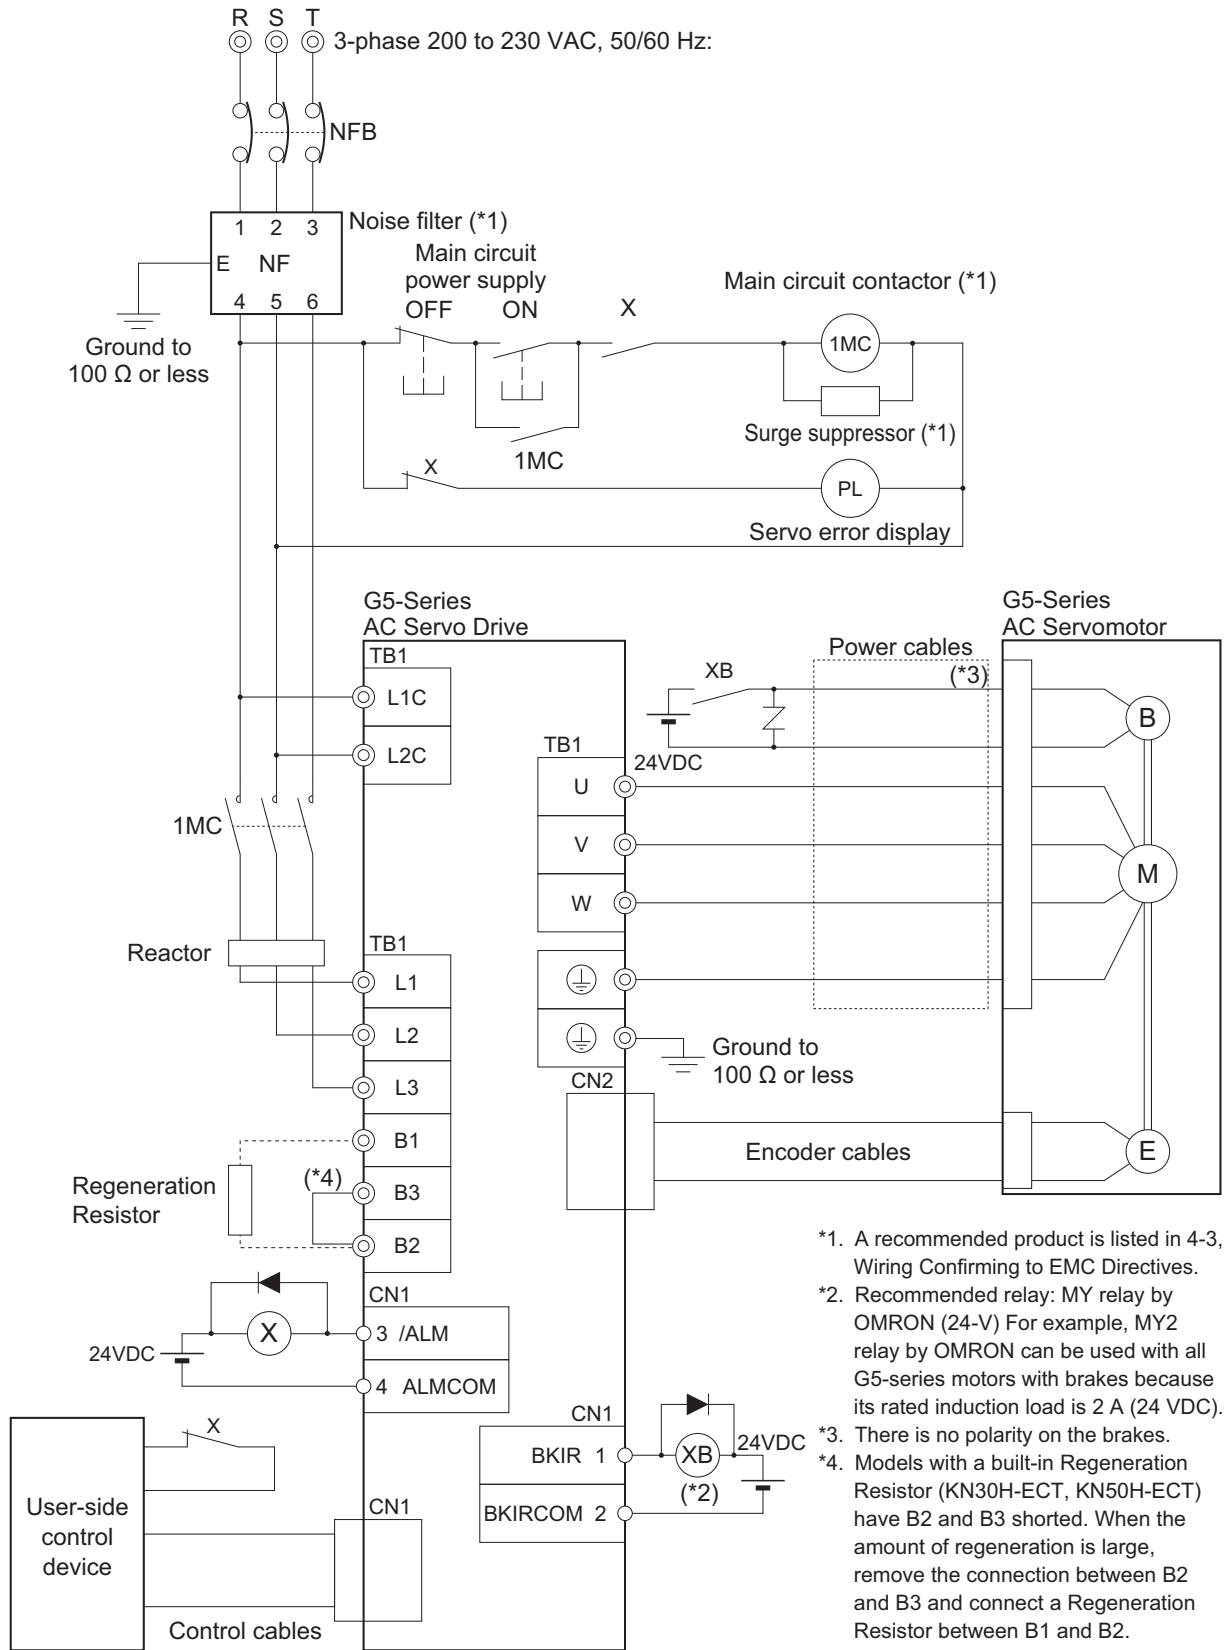 R S T
3-phase 200 to 230 VAC, 50/60 Hz:
NFB
1 2 3
Noise filter (*1)
E NF
4 5 6
Ground to
100 Ω or less
Main circuit
power supply
OFF ON X
Main circuit contactor (*1)
1MC
Surge suppressor (*1)
1MC
X
PL
Servo error display
G5-Series
AC Servo Drive
TB1
L1C
L2C
1MC
Reactor
TB1
L1
L2
L3
B1
(*4)
B3
B2
Regeneration
Resistor
CN1
X
3 /ALM
24VDC
4 ALMCOM
X
User-side
control
device
CN1
Control cables
TB1
U
V
W
Ground to
100 Ω or less
CN2
Encoder cables
XB
24VDC
Power cables
(*3)
G5-Series
AC Servomotor
B
M
E
CN1
BKIR 1
XB
24VDC
(*2)
BKIRCOM 2
*1. A recommended product is listed in 4-3,
Wiring Confirming to EMC Directives.
*2. Recommended relay: MY relay by
OMRON (24-V) For example, MY2
relay by OMRON can be used with all
G5-series motors with brakes because
its rated induction load is 2 A (24 VDC).
*3. There is no polarity on the brakes.
*4. Models with a built-in Regeneration
Resistor (KN30H-ECT, KN50H-ECT)
have B2 and B3 shorted. When the
amount of regeneration is large,
remove the connection between B2
and B3 and connect a Regeneration
Resistor between B1 and B2.